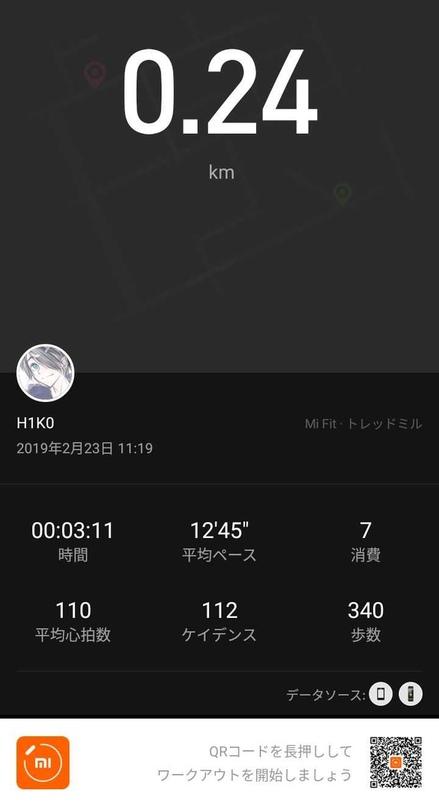 0.24
km
H1K0
Mi Fit · トレッドミル
2019年2月23日 11:19
00:03:11
12'45"
7
時間
平均ペース
消費
110
112
340
平均心拍数
ケイデンス
歩数
データソース:
mi
QRコードを長押しして
ワークアウトを開始しましょう